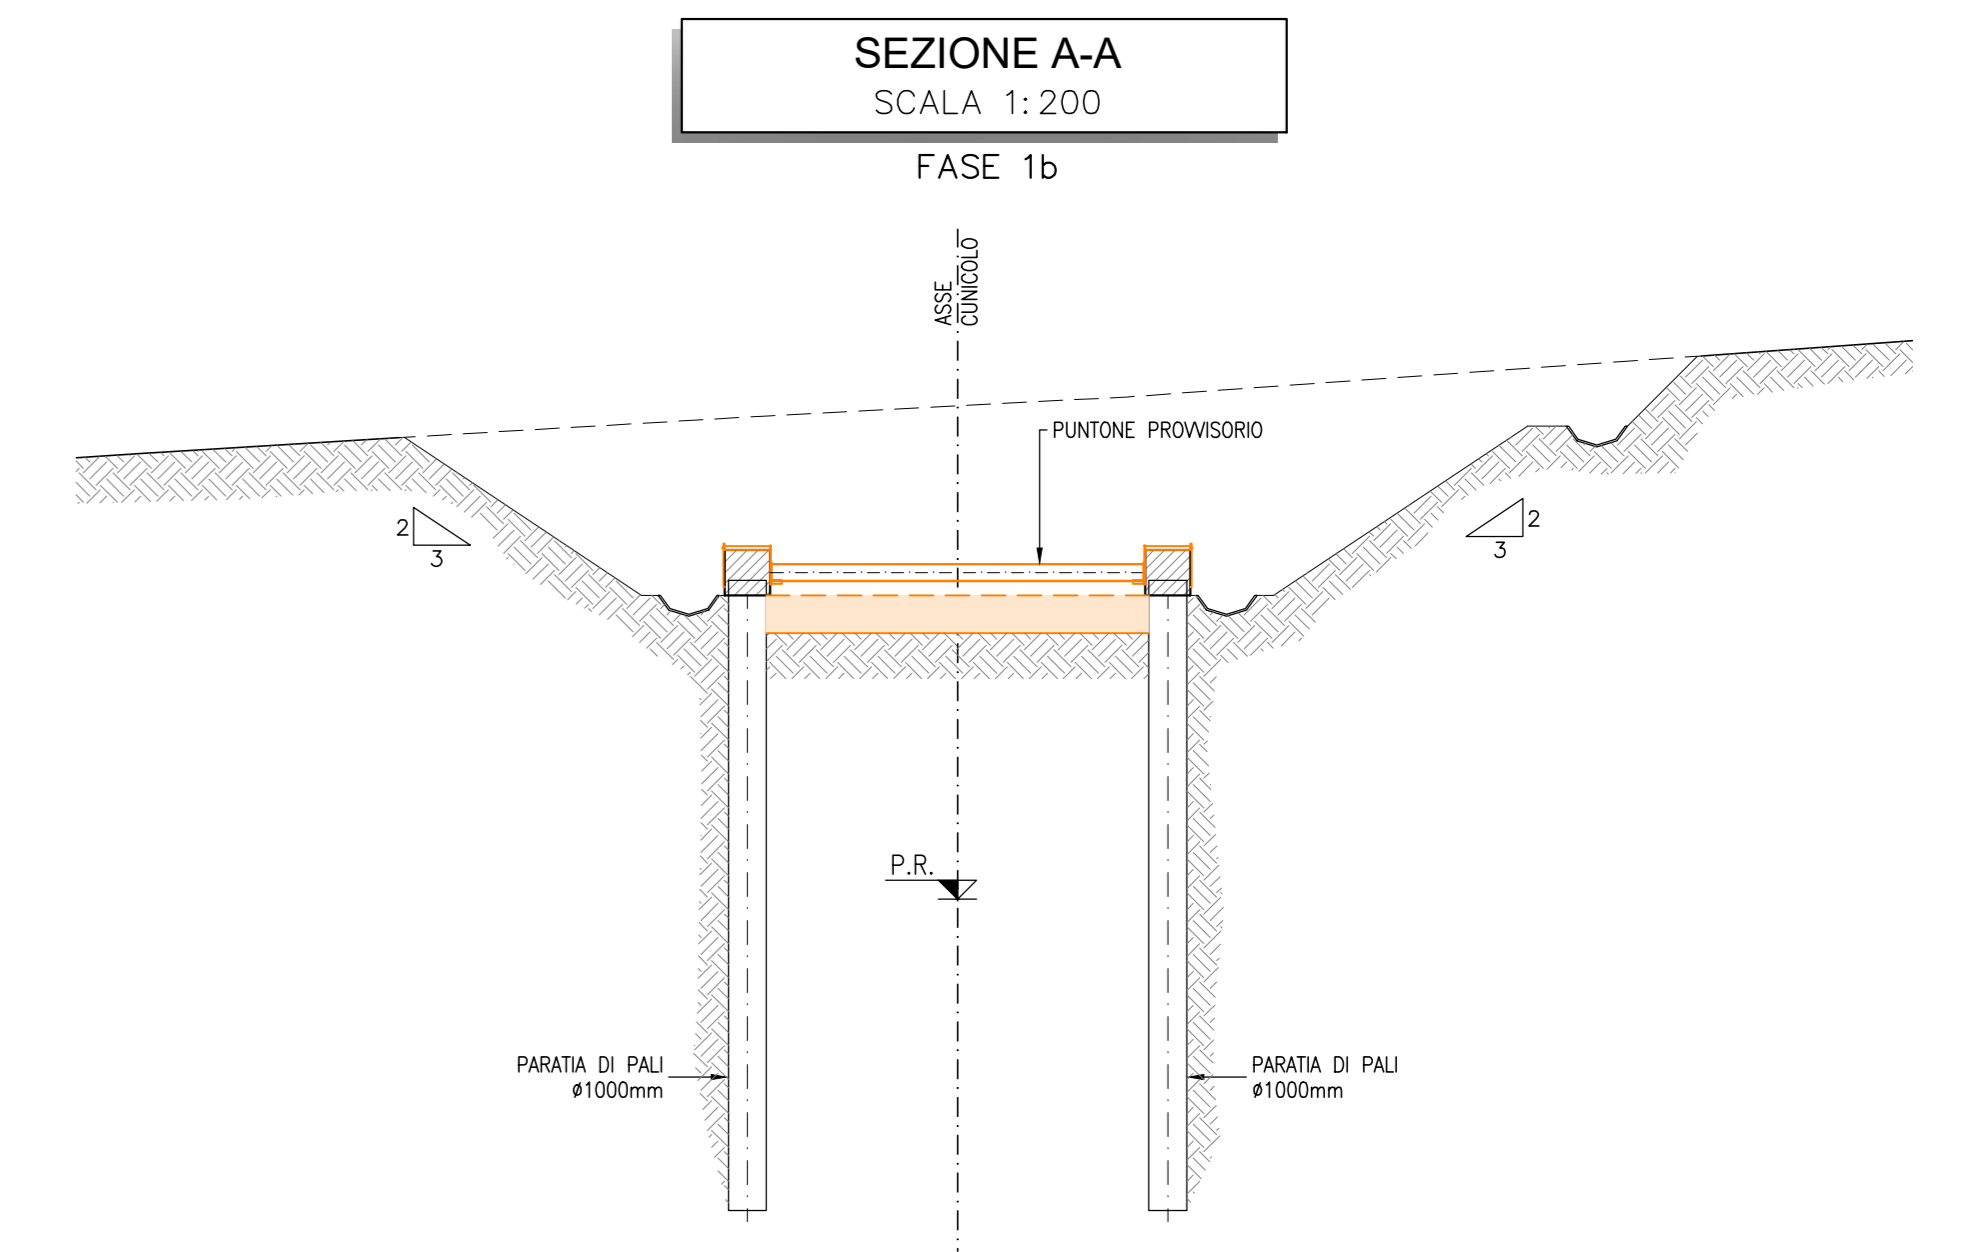 SEZIONE A-A
SCALA 1:200
FASE 1b
ASSE
CUNICOLO
PUNTONE PROVVISORIO
2
3
2
3
P.R.
PARATIA DI PALI
ø1000mm
PARATIA DI PALI
ø1000mm